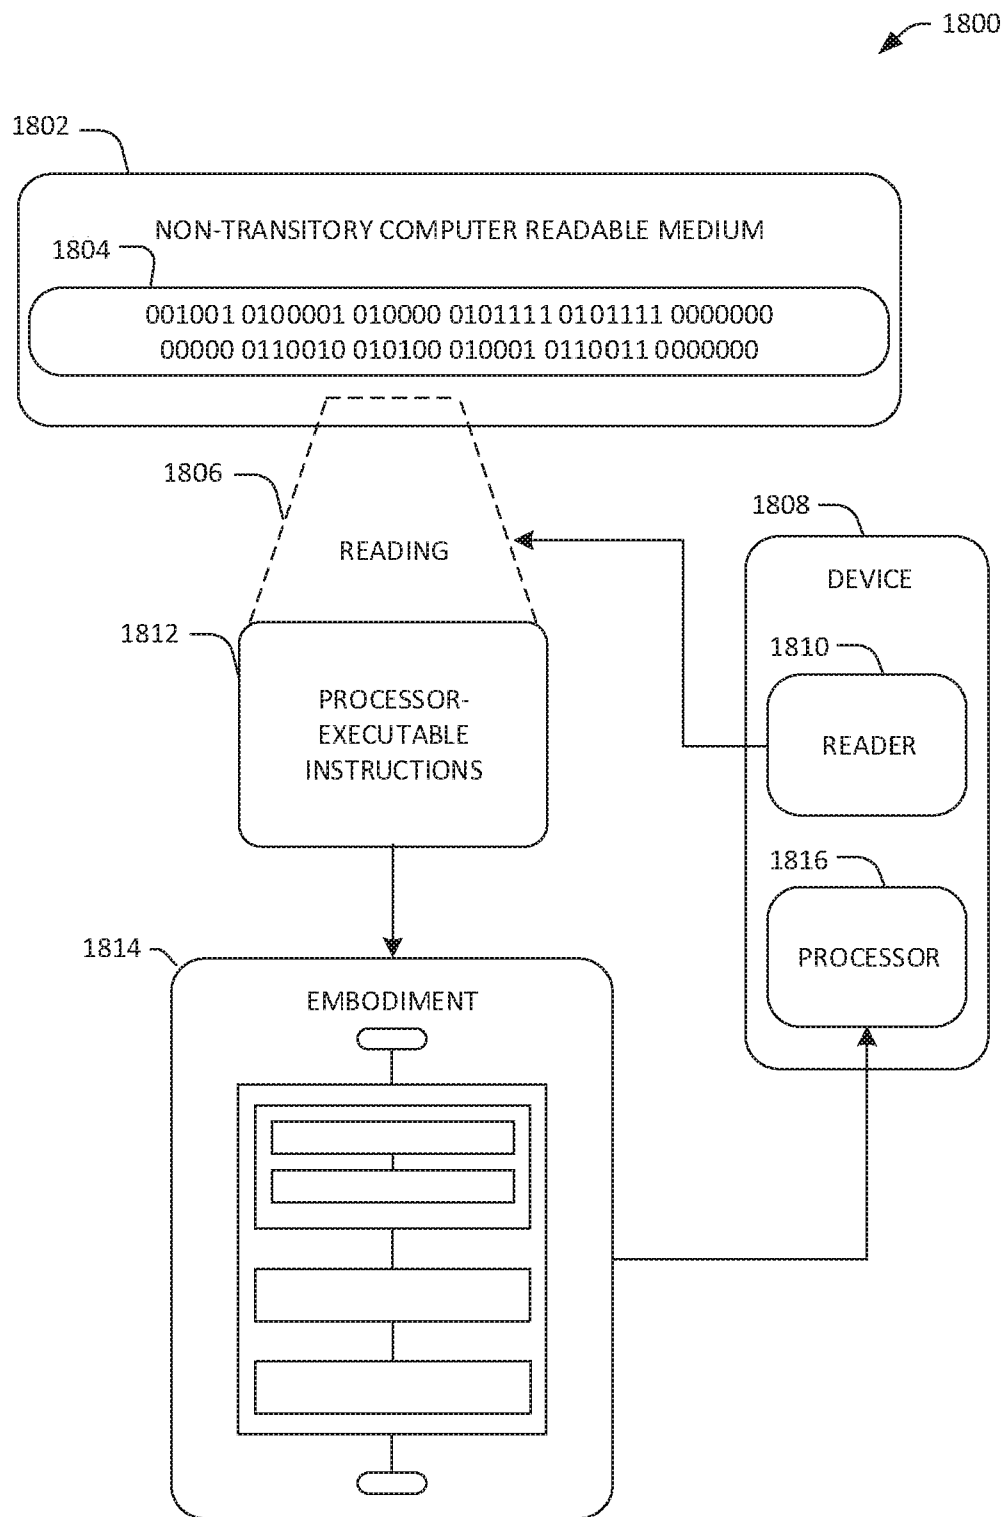 1800
1802
NON-TRANSITORY COMPUTER READABLE MEDIUM
1804
001001 0100001 010000 0101111 0101111 0000000
00000 0110010 010100 010001 0110011 0000000
1806
READING
1808
DEVICE
1810
READER
1812
PROCESSOR-
EXECUTABLE
INSTRUCTIONS
1816
PROCESSOR
1814
EMBODIMENT